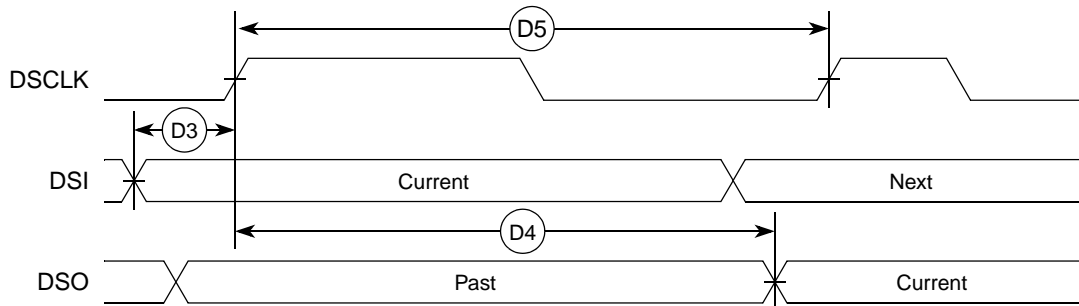 D5
DSCLK
D3
DSI Current Next
D4
DSO Past Current